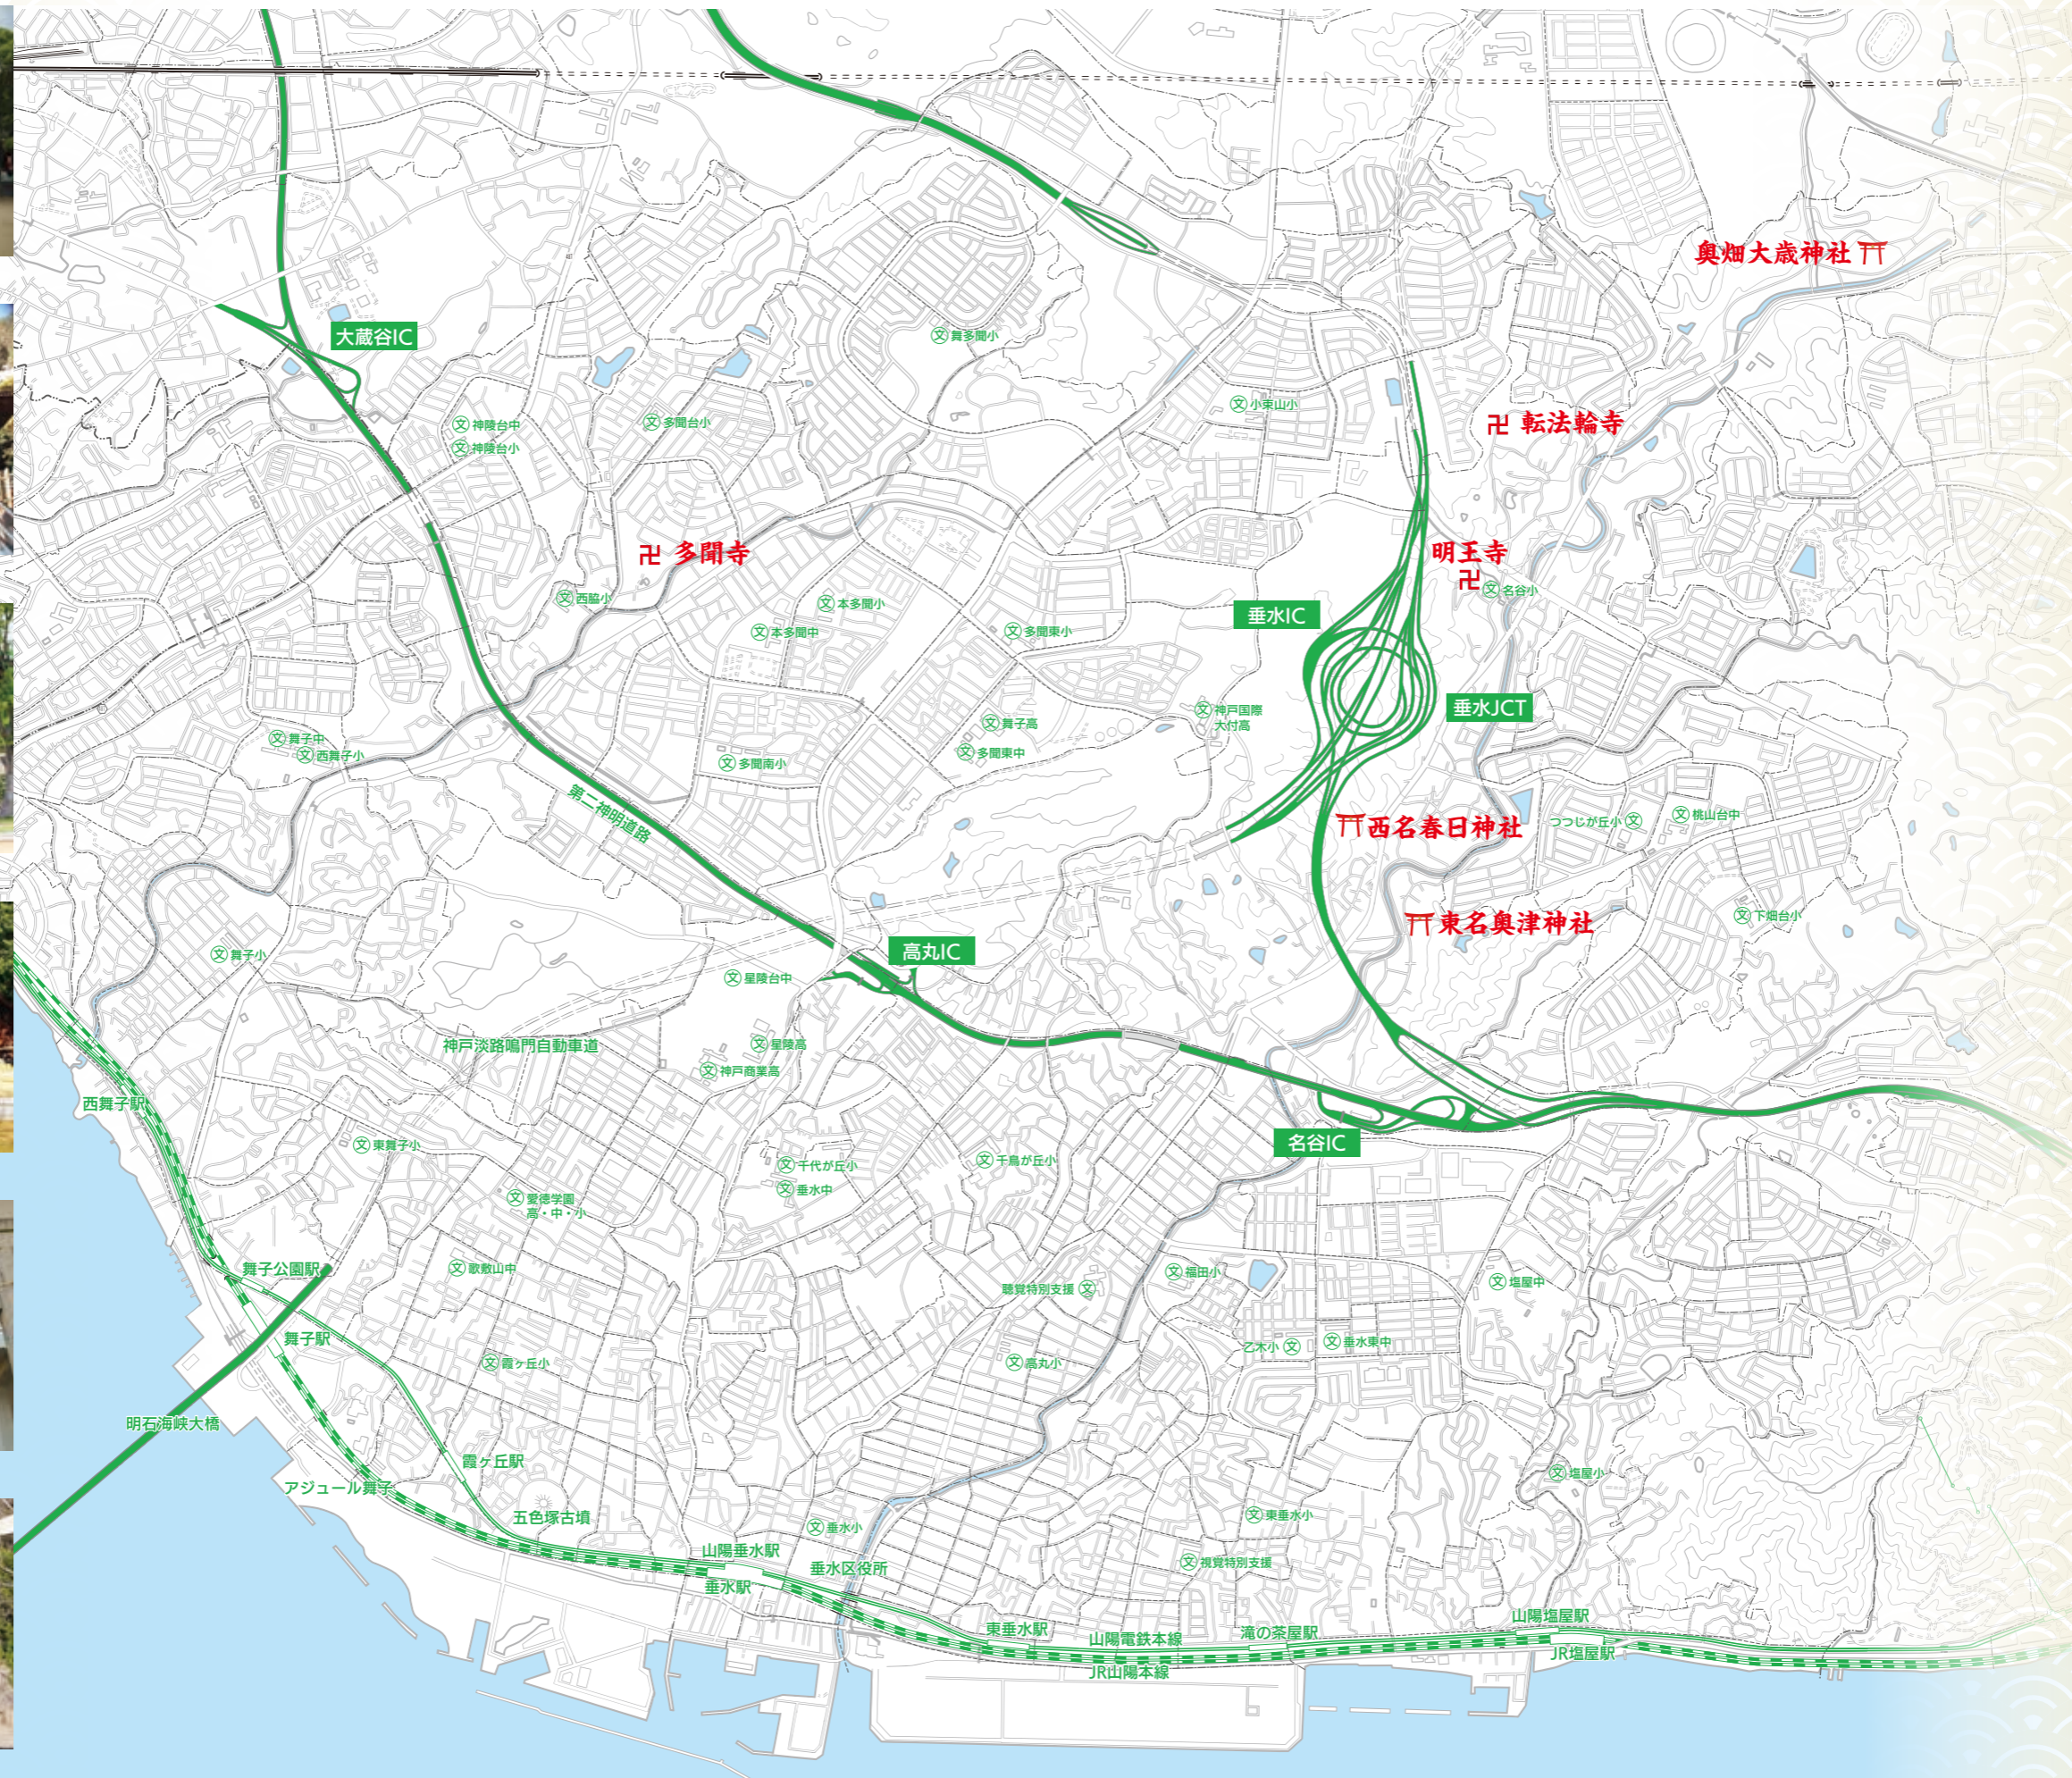 奥畑大歳神社
大蔵谷IC
舞多聞小
小束山小
神陵台中
神陵台小
多聞台小
転法輪寺
多聞寺
明王寺
名谷小
西脇小
本多聞小
本多聞中
多聞東小
垂水IC
垂水JCT
神戸国際
大付高
舞子高
多聞東中
多聞南小
舞子中
西舞子小
第二神明道路
西名春日神社
つつじが丘小
桃山台中
東名奥津神社
下畑台小
高丸IC
舞子小
星陵台中
神戸淡路鳴門自動車道
星陵高
神戸商業高
西舞子駅
東舞子小
名谷IC
千代が丘小
垂水中
千鳥が丘小
愛徳学園
高・中・小
舞子公園駅
歌敷山中
聴覚特別支援
福田小
塩屋中
舞子駅
霞ヶ丘小
高丸小
乙木小
垂水東中
明石海峡大橋
霞ヶ丘駅
アジュール舞子
五色塚古墳
塩屋小
垂水小
東垂水小
山陽垂水駅
垂水駅
垂水区役所
視覚特別支援
東垂水駅
山陽電鉄本線
JR山陽本線
滝の茶屋駅
山陽塩屋駅
JR塩屋駅